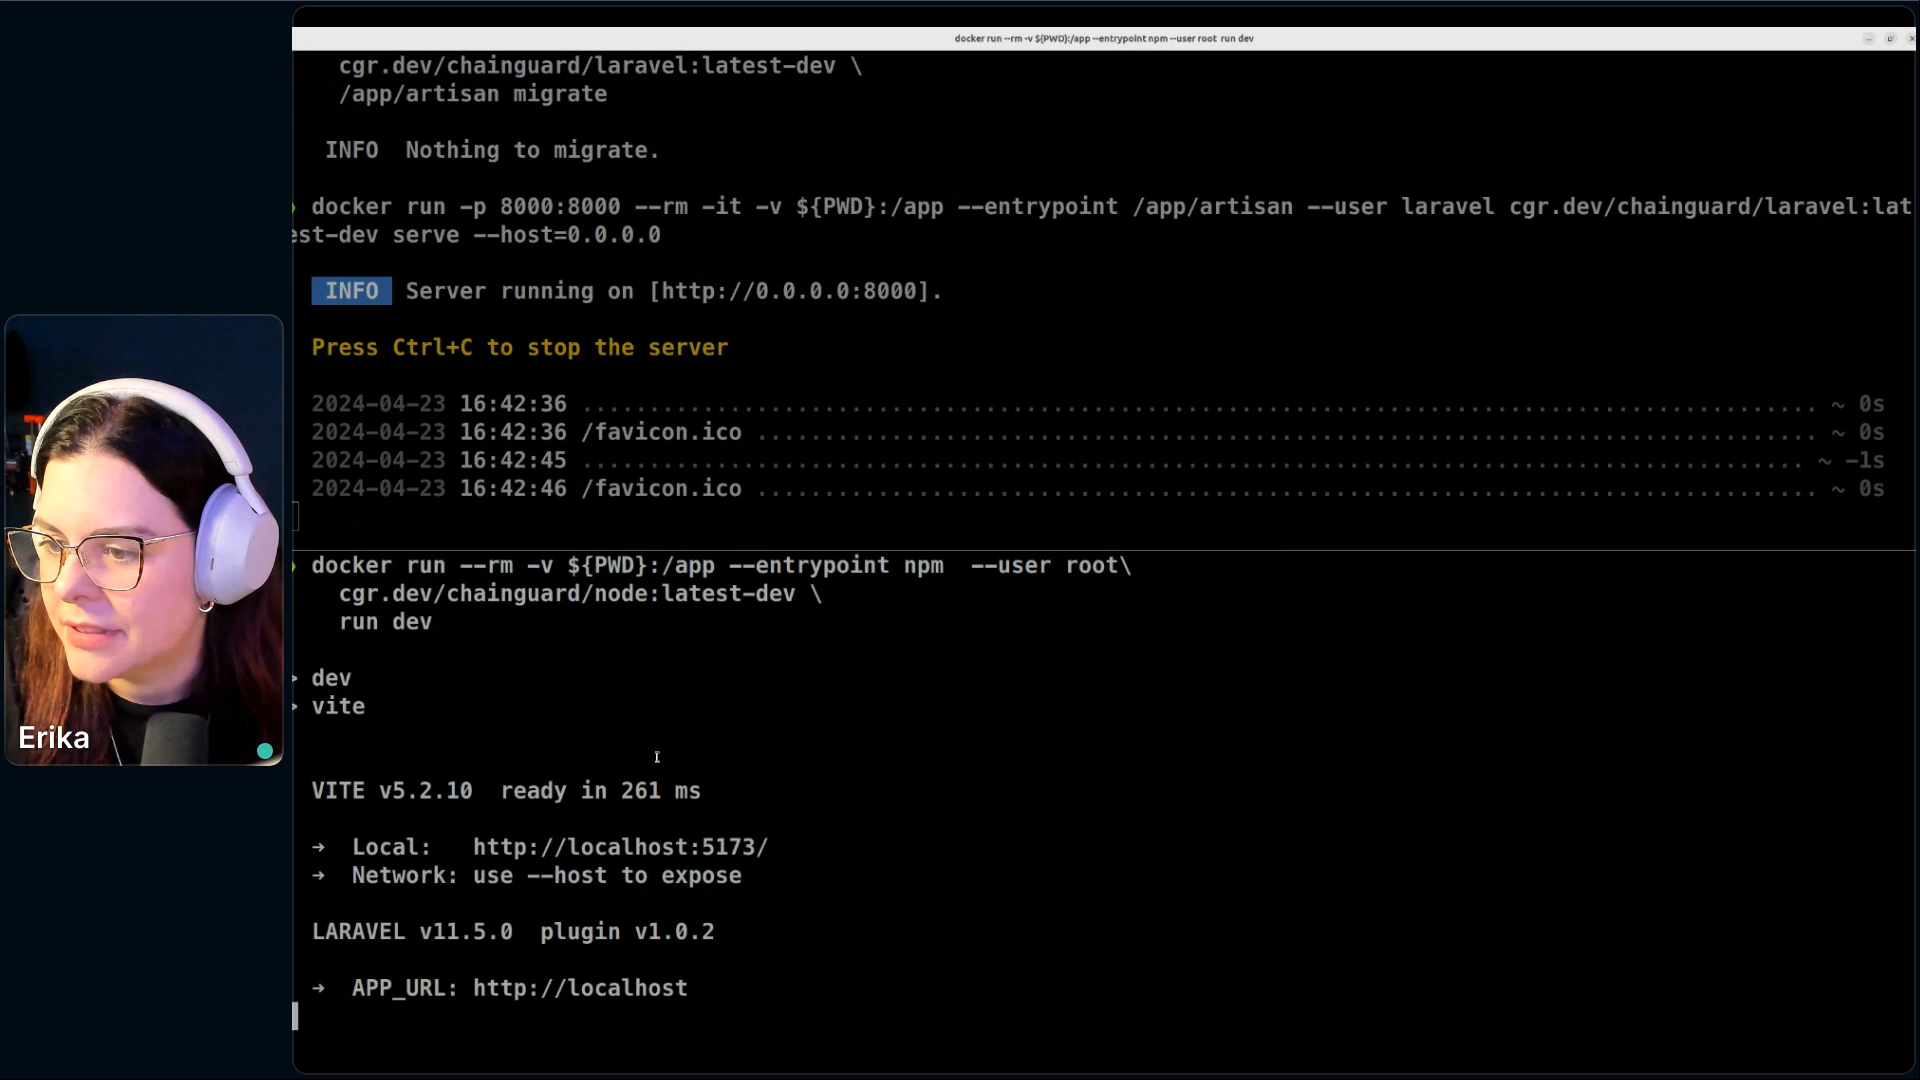 docker run --rm -v ${PWD}:/app --entrypoint npm --user root run dev
cgr.dev/chainguard/laravel:latest-dev \
/app/artisan migrate
INFO Nothing to migrate.
docker run -p 8000:8000 --rm -it -v ${PWD}:/app --entrypoint /app/artisan --user laravel cgr.dev/chainguard/laravel:lat
est-dev serve --host=0.0.0.0
INFO Server running on [http://0.0.0.0:8000].
Press Ctrl+C to stop the server
2024-04-23 16:42:36 ........................................................................................... ~ 0s
2024-04-23 16:42:36 /favicon.ico ............................................................................... ~ 0s
2024-04-23 16:42:45 .......................................................................................... ~ -1s
2024-04-23 16:42:46 /favicon.ico ............................................................................... ~ 0s
docker run --rm -v ${PWD}:/app --entrypoint npm  --user root\
cgr.dev/chainguard/node:latest-dev \
run dev
> dev
> vite
VITE v5.2.10  ready in 261 ms
➜  Local:   http://localhost:5173/
➜  Network: use --host to expose
LARAVEL v11.5.0  plugin v1.0.2
➜  APP_URL: http://localhost
Erika